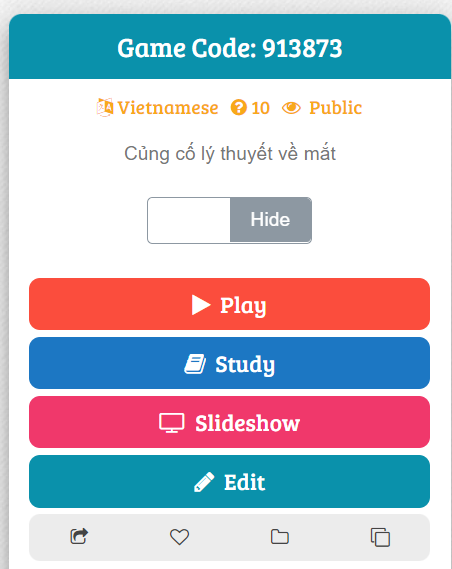 Game Code: 913873
Vietnamese 10 Public
Củng cố lý thuyết về mắt
Hide
Play
Study
Slideshow
Edit